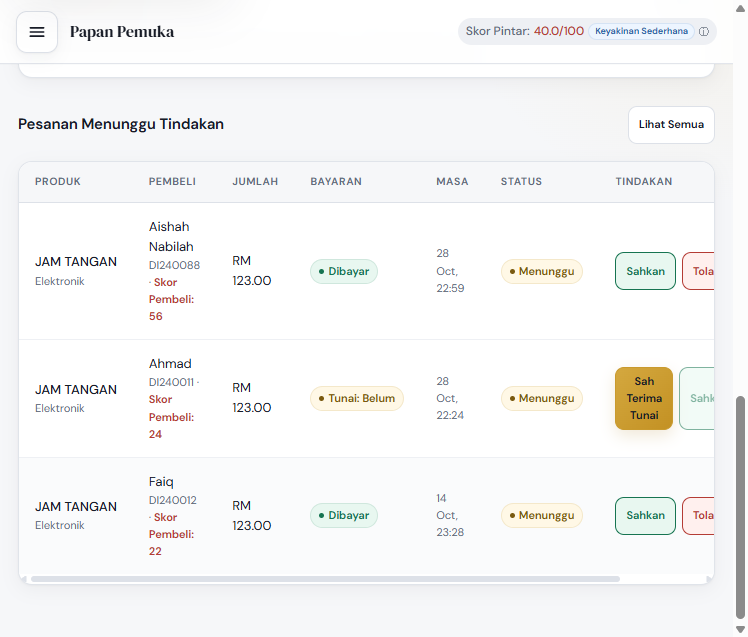 Papan Pemuka
Skor Pintar: 40.0/100 Keyakinan Sederhana
Pesanan Menunggu Tindakan
Lihat Semua
PRODUK PEMBELI JUMLAH BAYARAN MASA STATUS TINDAKAN
JAM TANGAN
Elektronik
Aishah
Nabilah
DI240088
· Skor
Pembeli:
56
RM
123.00
Dibayar
28
Oct,
22:59
Menunggu
Sahkan
Tola
JAM TANGAN
Elektronik
Ahmad
DI240011 ·
Skor
Pembeli:
24
RM
123.00
Tunai: Belum
28
Oct,
22:24
Menunggu
Sah
Terima
Tunai
Sahk
JAM TANGAN
Elektronik
Faiq
DI240012
· Skor
Pembeli:
22
RM
123.00
Dibayar
14
Oct,
23:28
Menunggu
Sahkan
Tola